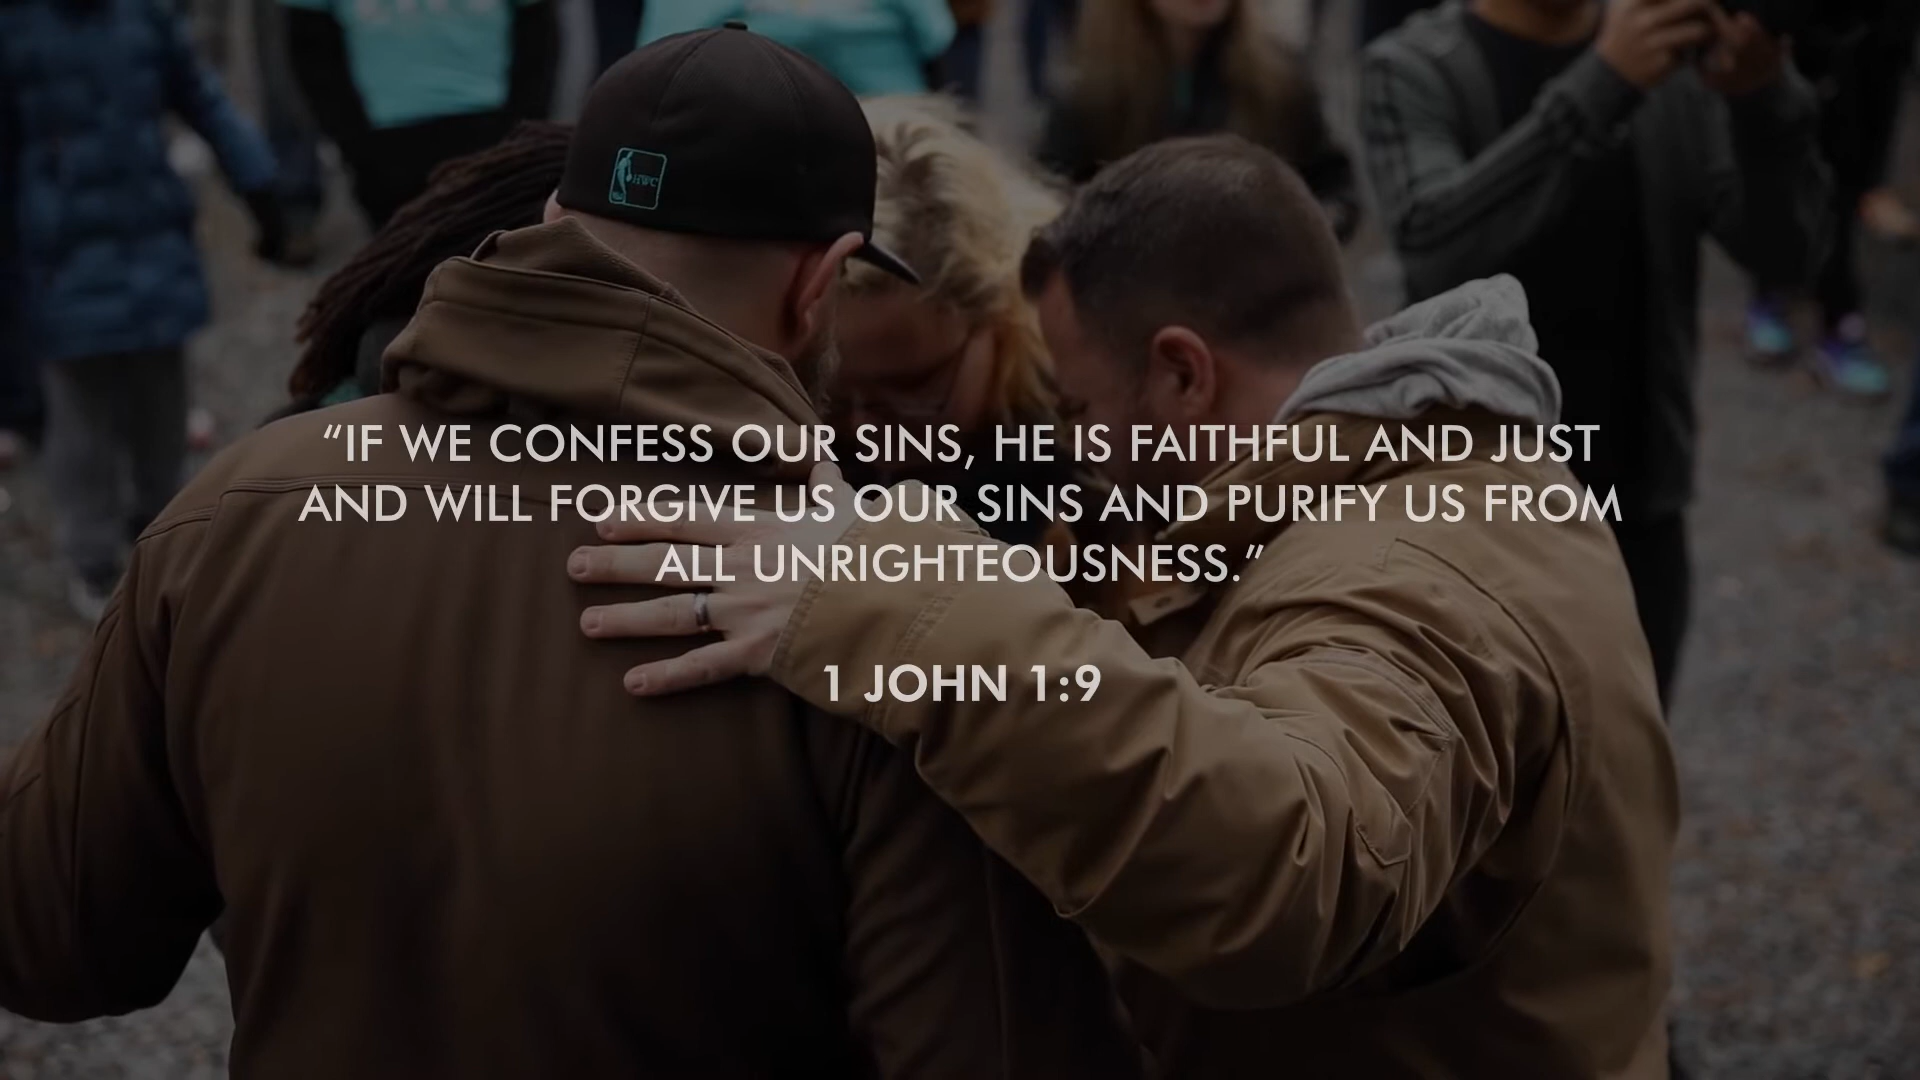 “IF WE CONFESS OUR SINS, HE IS FAITHFUL AND JUST
AND WILL FORGIVE US OUR SINS AND PURIFY US FROM
ALL UNRIGHTEOUSNESS.”
1 JOHN 1:9
HWC